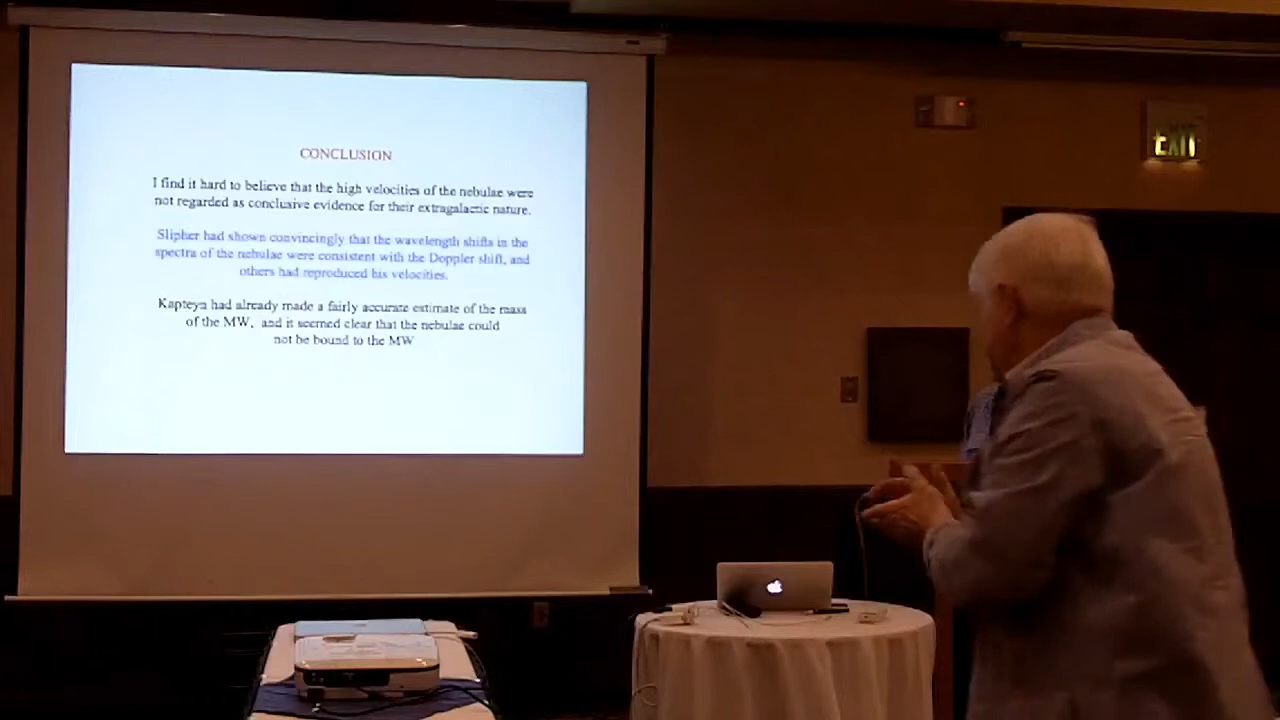 CONCLUSION
I find it hard to believe that the high velocities of the nebulae were
not regarded as conclusive evidence for their extragalactic nature.
Slipher had shown convincingly that the wavelength shifts in the
spectra of the nebulae were consistent with the Doppler shift, and
others had reproduced his velocities.
Kapteyn had already made a fairly accurate estimate of the mass
of the MW, and it seemed clear that the nebulae could
not be bound to the MW
EXIT